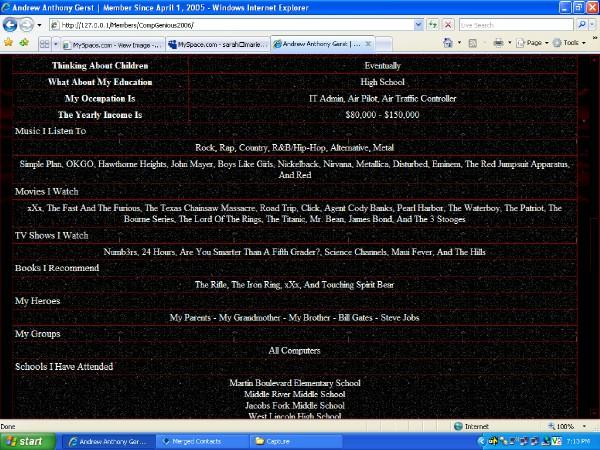 Andrew Anthony Gerst | Member Since April 1, 2005 - Windows Internet Explorer
http://127.0.0.1/Members/CompGenious2006/
Live Search
MySpace.com - View Image - ...
MySpace.com - sarah
Andrew Anthony Gerst | ...
Page
Tools
Thinking About Children Eventually
What About My Education High School
My Occupation Is IT Admin, Air Pilot, Air Traffic Controller
The Yearly Income Is $80,000 - $150,000
Music I Listen To
Rock, Rap, Country, R&B/Hip-Hop, Alternative, Metal
Simple Plan, OKGO, Hawthorne Heights, John Mayer, Boys Like Girls, Nickelback, Nirvana, Metallica, Disturbed, Eminem, The Red Jumpsuit Apparatus,
And Red
Movies I Watch
xXx, The Fast And The Furious, The Texas Chainsaw Massacre, Road Trip, Click, Agent Cody Banks, Pearl Harbor, The Waterboy, The Patriot, The
Bourne Series, The Lord Of The Rings, The Titanic, Mr. Bean, James Bond, And The 3 Stooges
TV Shows I Watch
Numb3rs, 24 Hours, Are You Smarter Than A Fifth Grader?, Science Channels, Maui Fever, And The Hills
Books I Recommend
The Rifle, The Iron Ring, xXx, And Touching Spirit Bear
My Heroes
My Parents - My Grandmother - My Brother - Bill Gates - Steve Jobs
My Groups
All Computers
Schools I Have Attended
Martin Boulevard Elementary School
Middle River Middle School
Jacobs Fork Middle School
West Lincoln High School
Done
Internet
100%
start
Andrew Anthony Ger...
Merged Contacts
Capture
7:13 PM